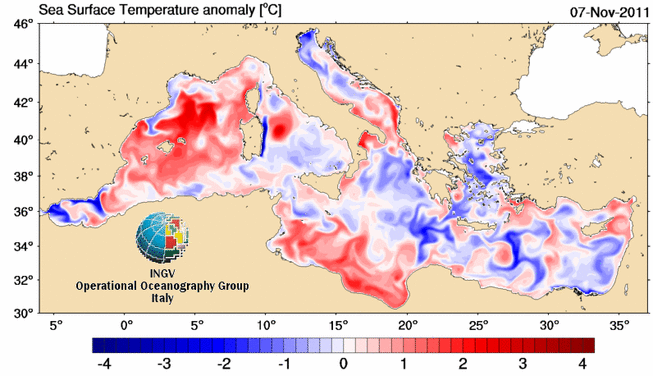 Sea Surface Temperature anomaly [°C]
07-Nov-2011
46°
44°
42°
40°
38°
36°
34°
32°
30°
INGV
Operational Oceanography Group
Italy
5° 0° 5° 10° 15° 20° 25° 30° 35°
-4 -3 -2 -1 0 1 2 3 4